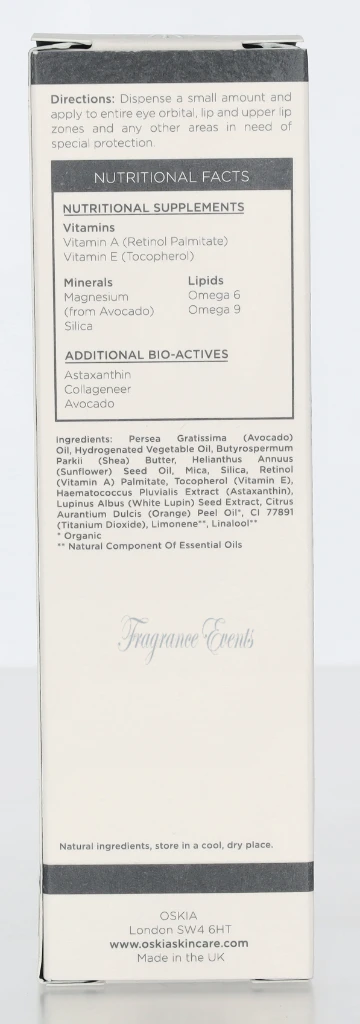 Directions: Dispense a small amount and
apply to entire eye orbital, lip and upper lip
zones and any other areas in need of
special protection.
NUTRITIONAL FACTS
NUTRITIONAL SUPPLEMENTS
Vitamins
Vitamin A (Retinol Palmitate)
Vitamin E (Tocopherol)
Minerals
Magnesium
(from Avocado)
Silica
Lipids
Omega 6
Omega 9
ADDITIONAL BIO-ACTIVES
Astaxanthin
Collageneer
Avocado
Ingredients: Persea Gratissima (Avocado)
Oil, Hydrogenated Vegetable Oil, Butyrospermum
Parkii (Shea) Butter, Helianthus Annuus
(Sunflower) Seed Oil, Mica, Silica, Retinol
(Vitamin A) Palmitate, Tocopherol (Vitamin E),
Haematococcus Pluvialis Extract (Astaxanthin),
Lupinus Albus (White Lupin) Seed Extract, Citrus
Aurantium Dulcis (Orange) Peel Oil*, CI 77891
(Titanium Dioxide), Limonene**, Linalool**
* Organic
** Natural Component Of Essential Oils
Fragrance Events
Natural ingredients, store in a cool, dry place.
OSKIA
London SW4 6HT
www.oskiaskincare.com
Made in the UK